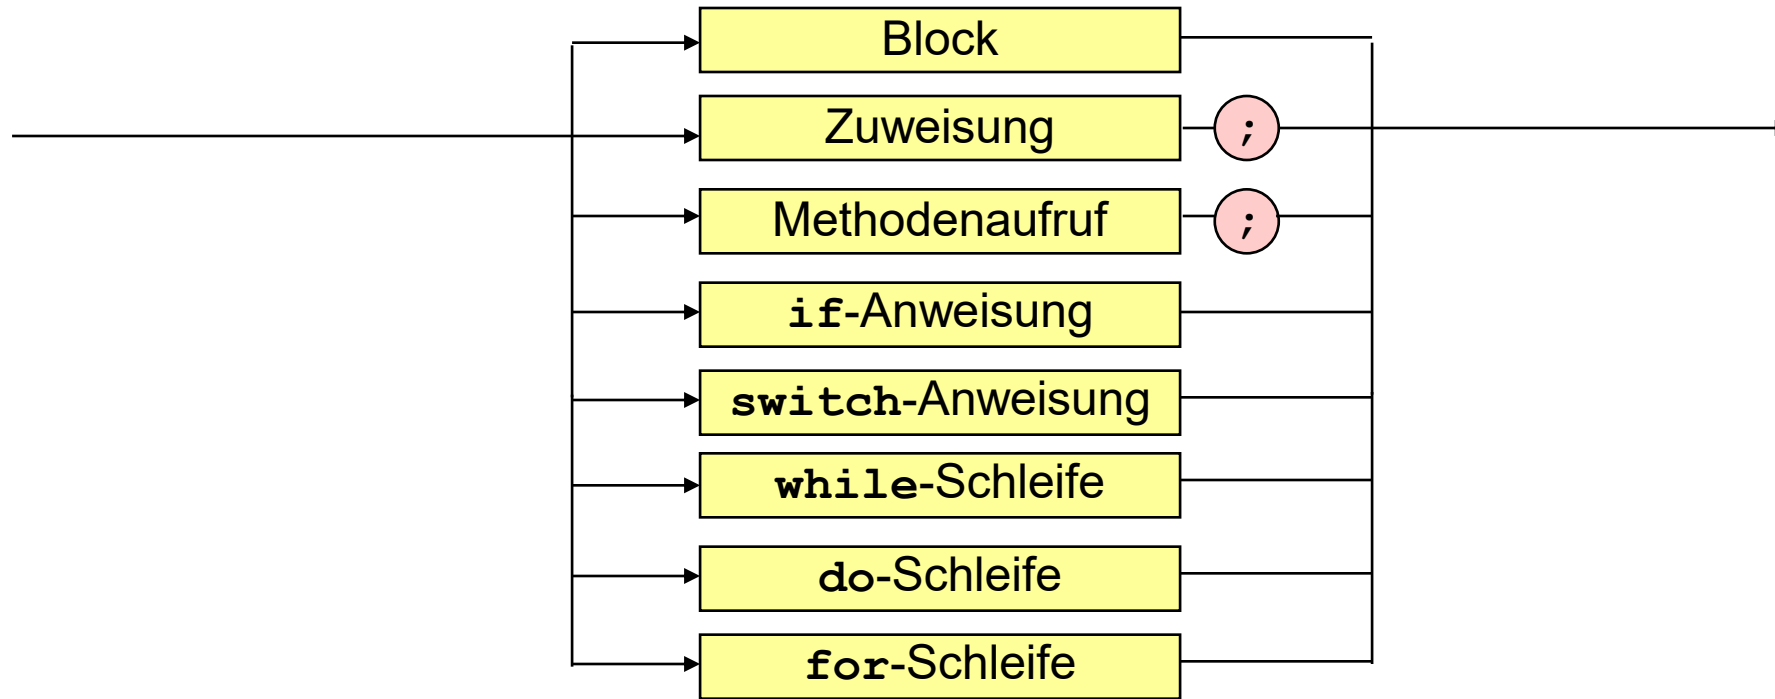 Block
Zuweisung ;
Methodenaufruf ;
if-Anweisung
switch-Anweisung
while-Schleife
do-Schleife
for-Schleife